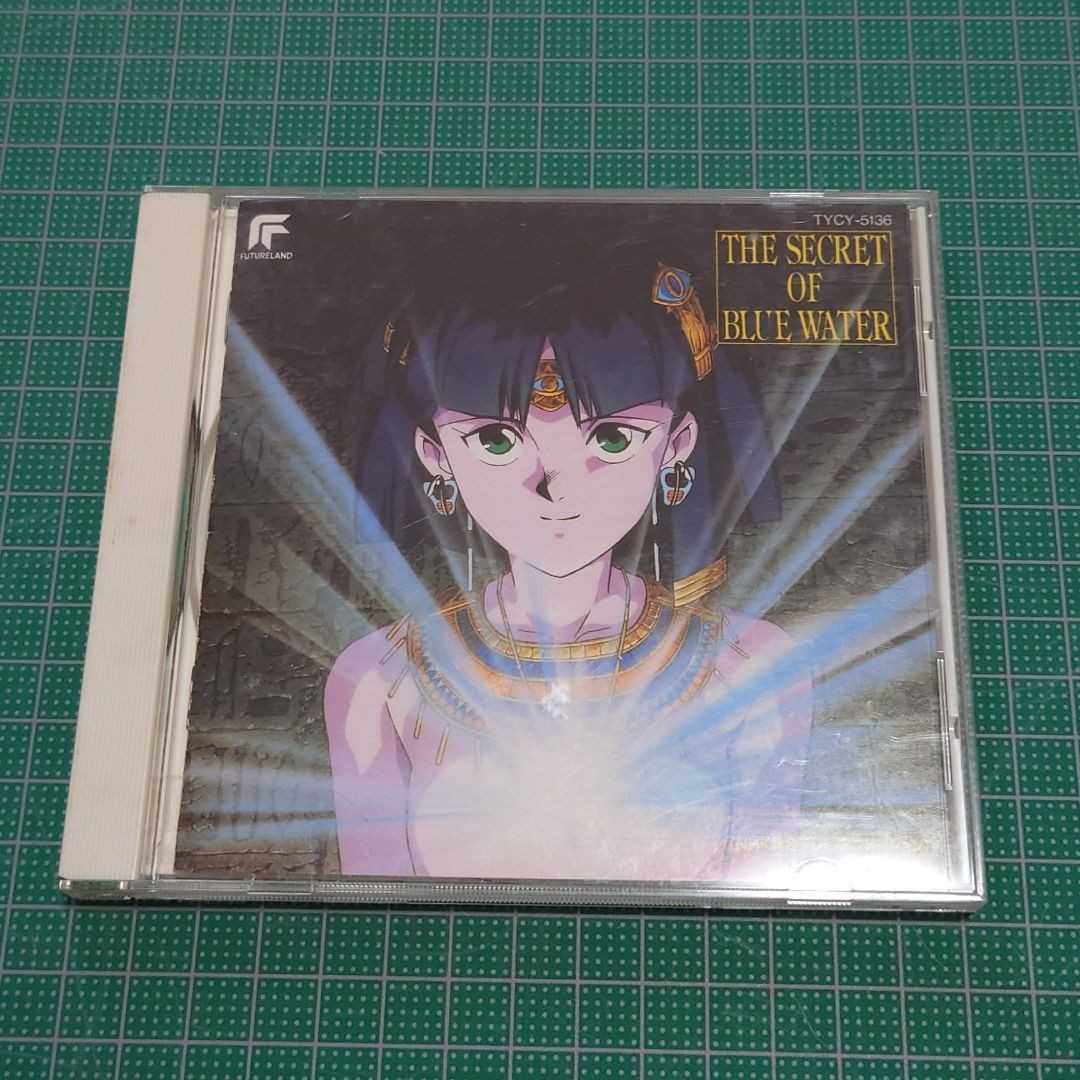 FUTURELAND
TYCY-5136
THE SECRET
OF
BLUE WATER